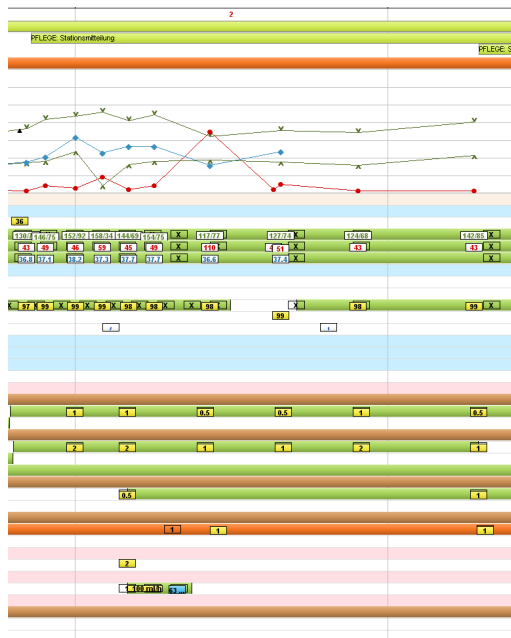 2
PFLEGE: Stationsmitteilung
PFLEGE: S
36
146/75 152/92 158/34 144/69 154/75 X 117/77 127/74 X 124/68 142/85 X
43 49 46 59 45 49 X 110 51 43 43 X
36.8 37.1 38.2 37.3 37.7 37.7 X 36.6 37.4 X X
X 97 99 X 99 X 99 X 98 X 98 X X 98 X 98 99 X
99
1 1 0.5 0.5 1 0.5
2 2 1 1 2 1
0.5 1
1 1 1
2
100 ml/h 63 ...